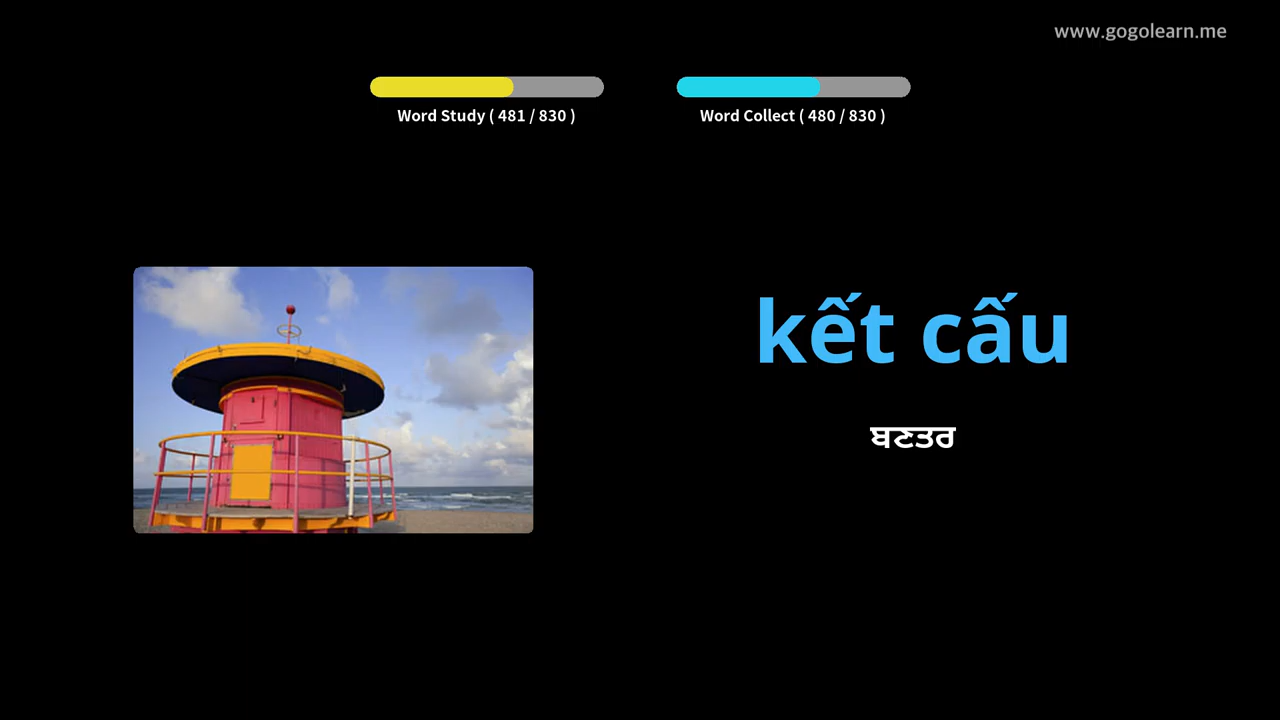 www.gogolearn.me
Word Study ( 481 / 830 )
Word Collect ( 480 / 830 )
kết cấu
ਬਣਤਰ